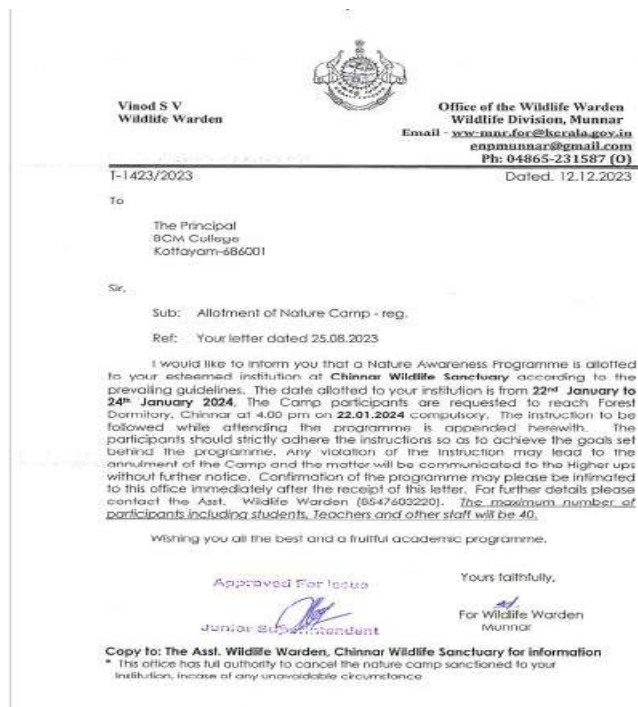 Vinod S V
Wildlife Warden
Office of the Wildlife Warden
Wildlife Division, Munnar
Email - ww-mnr.for@kerala.gov.in
enpmunnar@gmail.com
Ph: 04865-231587 (O)
T-1423/2023
Dated. 12.12.2023
To
The Principal
BCM College
Kottayam-686001
Sir,
Sub: Allotment of Nature Camp - reg.
Ref: Your letter dated 25.08.2023
I would like to inform you that a Nature Awareness Programme is allotted
to your esteemed institution at Chinnar Wildlife Sanctuary according to the
prevailing guidelines. The date allotted to your institution is from 22nd January to
24th January 2024. The Camp participants are requested to reach Forest
Dormitory, Chinnar at 4.00 pm on 22.01.2024 compulsory. The instruction to be
followed while attending the programme is appended herewith. The
participants should strictly adhere the instructions so as to achieve the goals set
behind the programme. Any violation of the Instruction may lead to the
annulment of the Camp and the matter will be communicated to the Higher ups
without further notice. Confirmation of the programme may please be intimated
to this office immediately after the receipt of this letter. For further details please
contact the Asst. Wildlife Warden (8547603220). The maximum number of
participants including students, Teachers and other staff will be 40.
Wishing you all the best and a fruitful academic programme.
Approved For Issue
Yours faithfully,
Junior Superintendent
For Wildlife Warden
Munnar
Copy to: The Asst. Wildlife Warden, Chinnar Wildlife Sanctuary for information
* This office has full authority to cancel the nature camp sanctioned to your
Institution, incase of any unavoidable circumstance